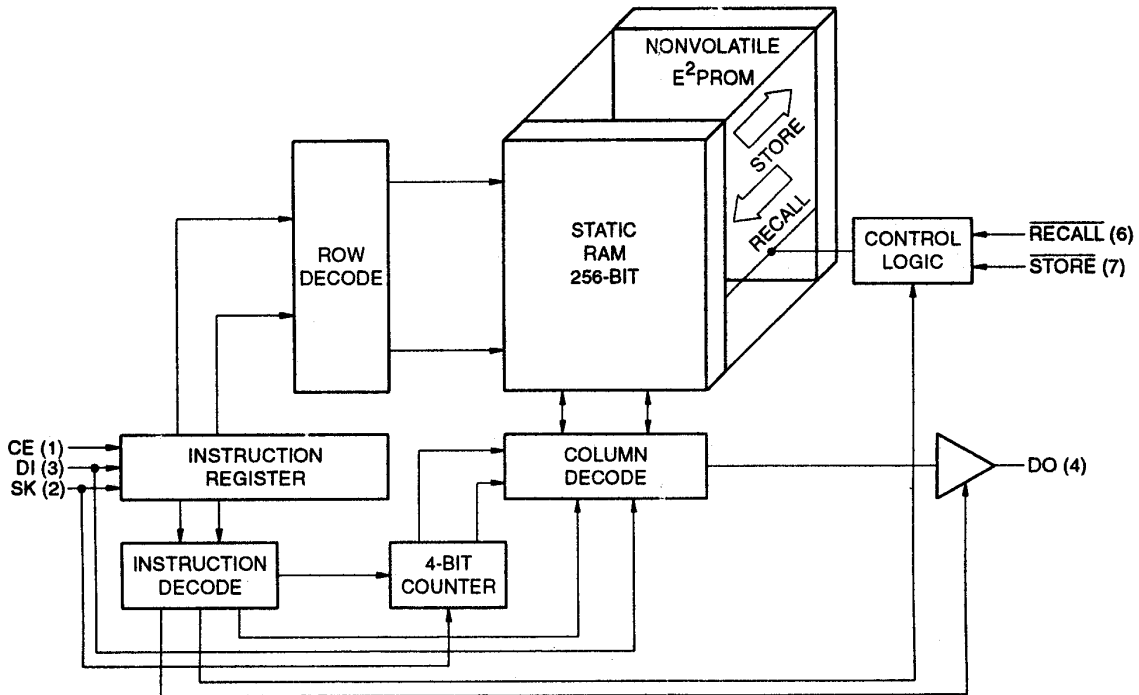 NONVOLATILE
E²PROM
STORE
RECALL
STATIC
RAM
256-BIT
ROW
DECODE
CONTROL
LOGIC
RECALL (6)
STORE (7)
CE (1)
DI (3)
SK (2)
INSTRUCTION
REGISTER
COLUMN
DECODE
DO (4)
INSTRUCTION
DECODE
4-BIT
COUNTER